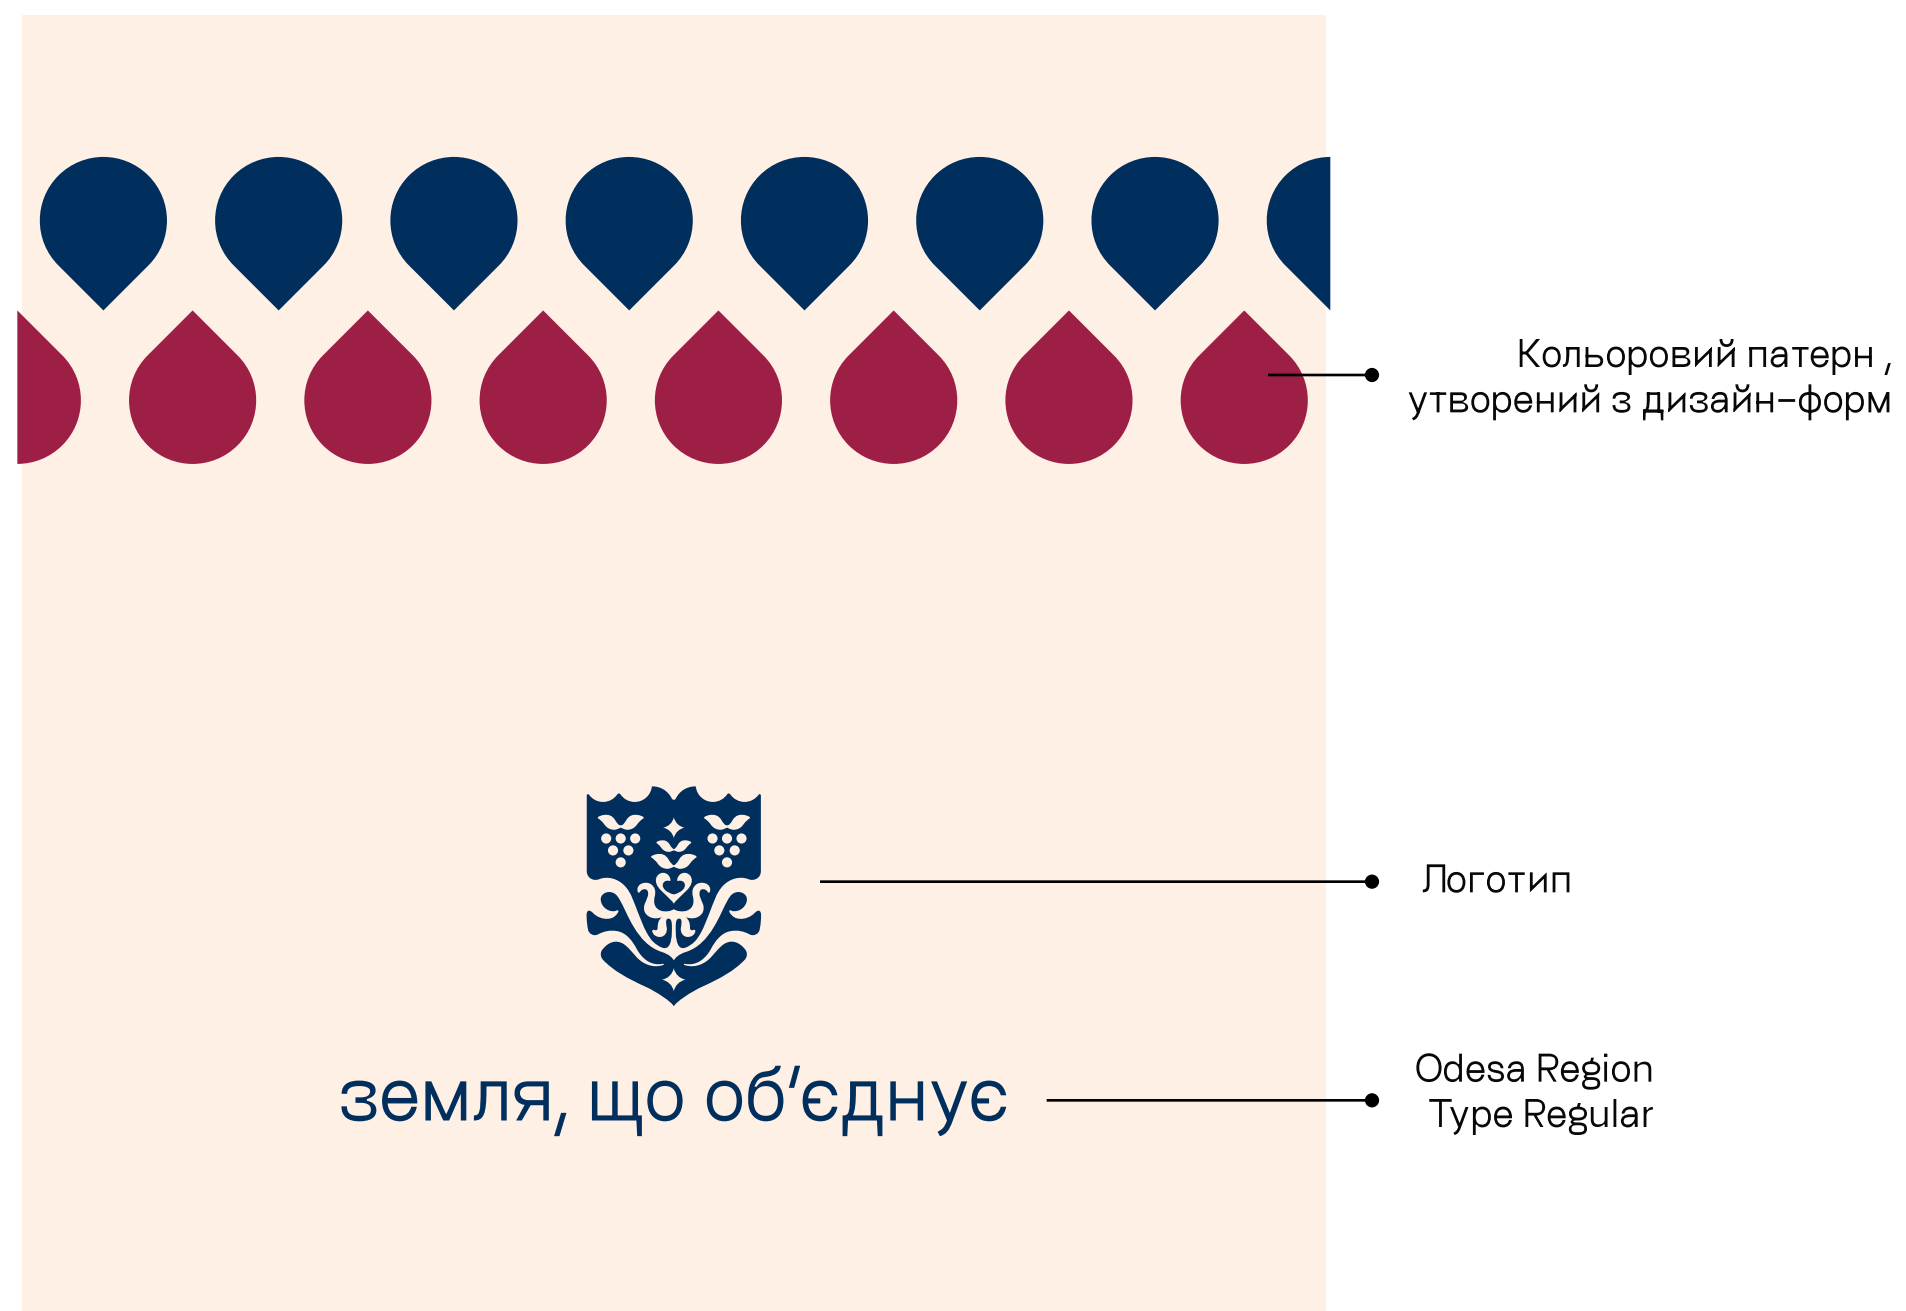 Кольоровий патерн ,
утворений з дизайн-форм
Логотип
земля, що об’єднує
Odesa Region
Type Regular